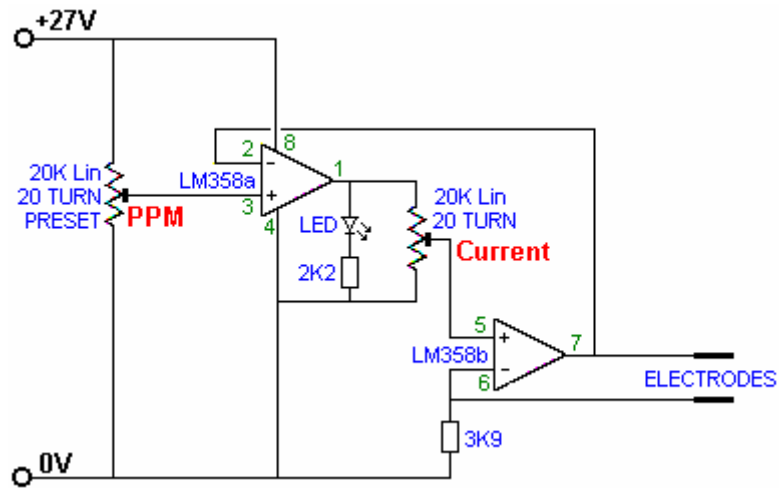 +27V
2
8
20K Lin
20 TURN
PRESET
PPM
LM358a
-
+
1
3
4
LED
2K2
20K Lin
20 TURN
Current
5
+
7
LM358b
-
6
ELECTRODES
3K9
0V